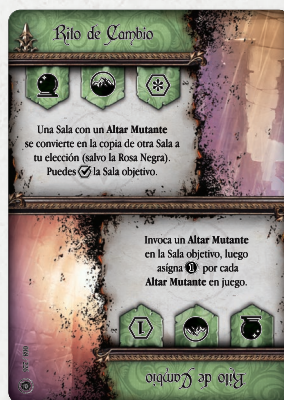 Rito de Cambio
Una Sala con un Altar Mutante
se convierte en la copia de otra Sala a
tu elección (salvo la Rosa Negra).
Puedes la Sala objetivo.
Invoca un Altar Mutante
en la Sala objetivo, luego
asigna 1 por cada
Altar Mutante en juego.
I
Rito de Cambio